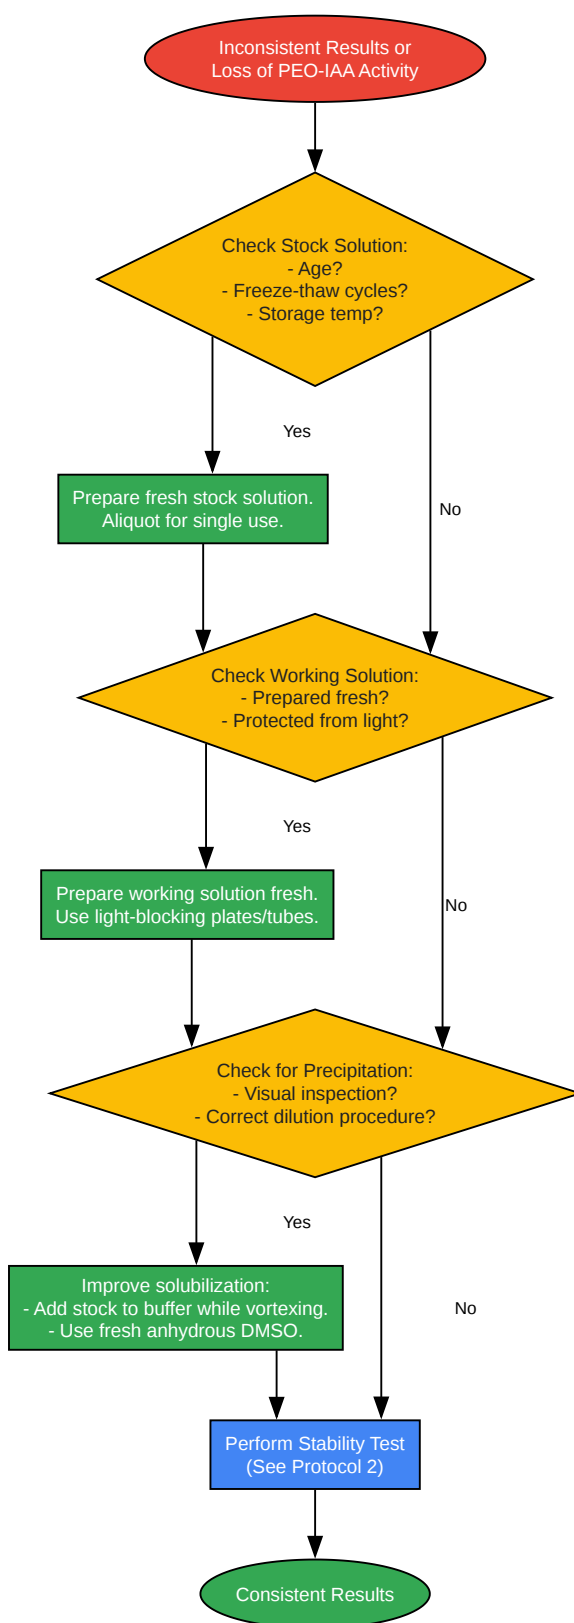 Inconsistent Results or
Loss of PEO-IAA Activity
Check Stock Solution:
- Age?
- Freeze-thaw cycles?
- Storage temp?
Yes
Prepare fresh stock solution.
Aliquot for single use.
No
Check Working Solution:
- Prepared fresh?
- Protected from light?
Yes
Prepare working solution fresh.
Use light-blocking plates/tubes.
No
Check for Precipitation:
- Visual inspection?
- Correct dilution procedure?
Yes
Improve solubilization:
- Add stock to buffer while vortexing.
- Use fresh anhydrous DMSO.
No
Perform Stability Test
(See Protocol 2)
Consistent Results